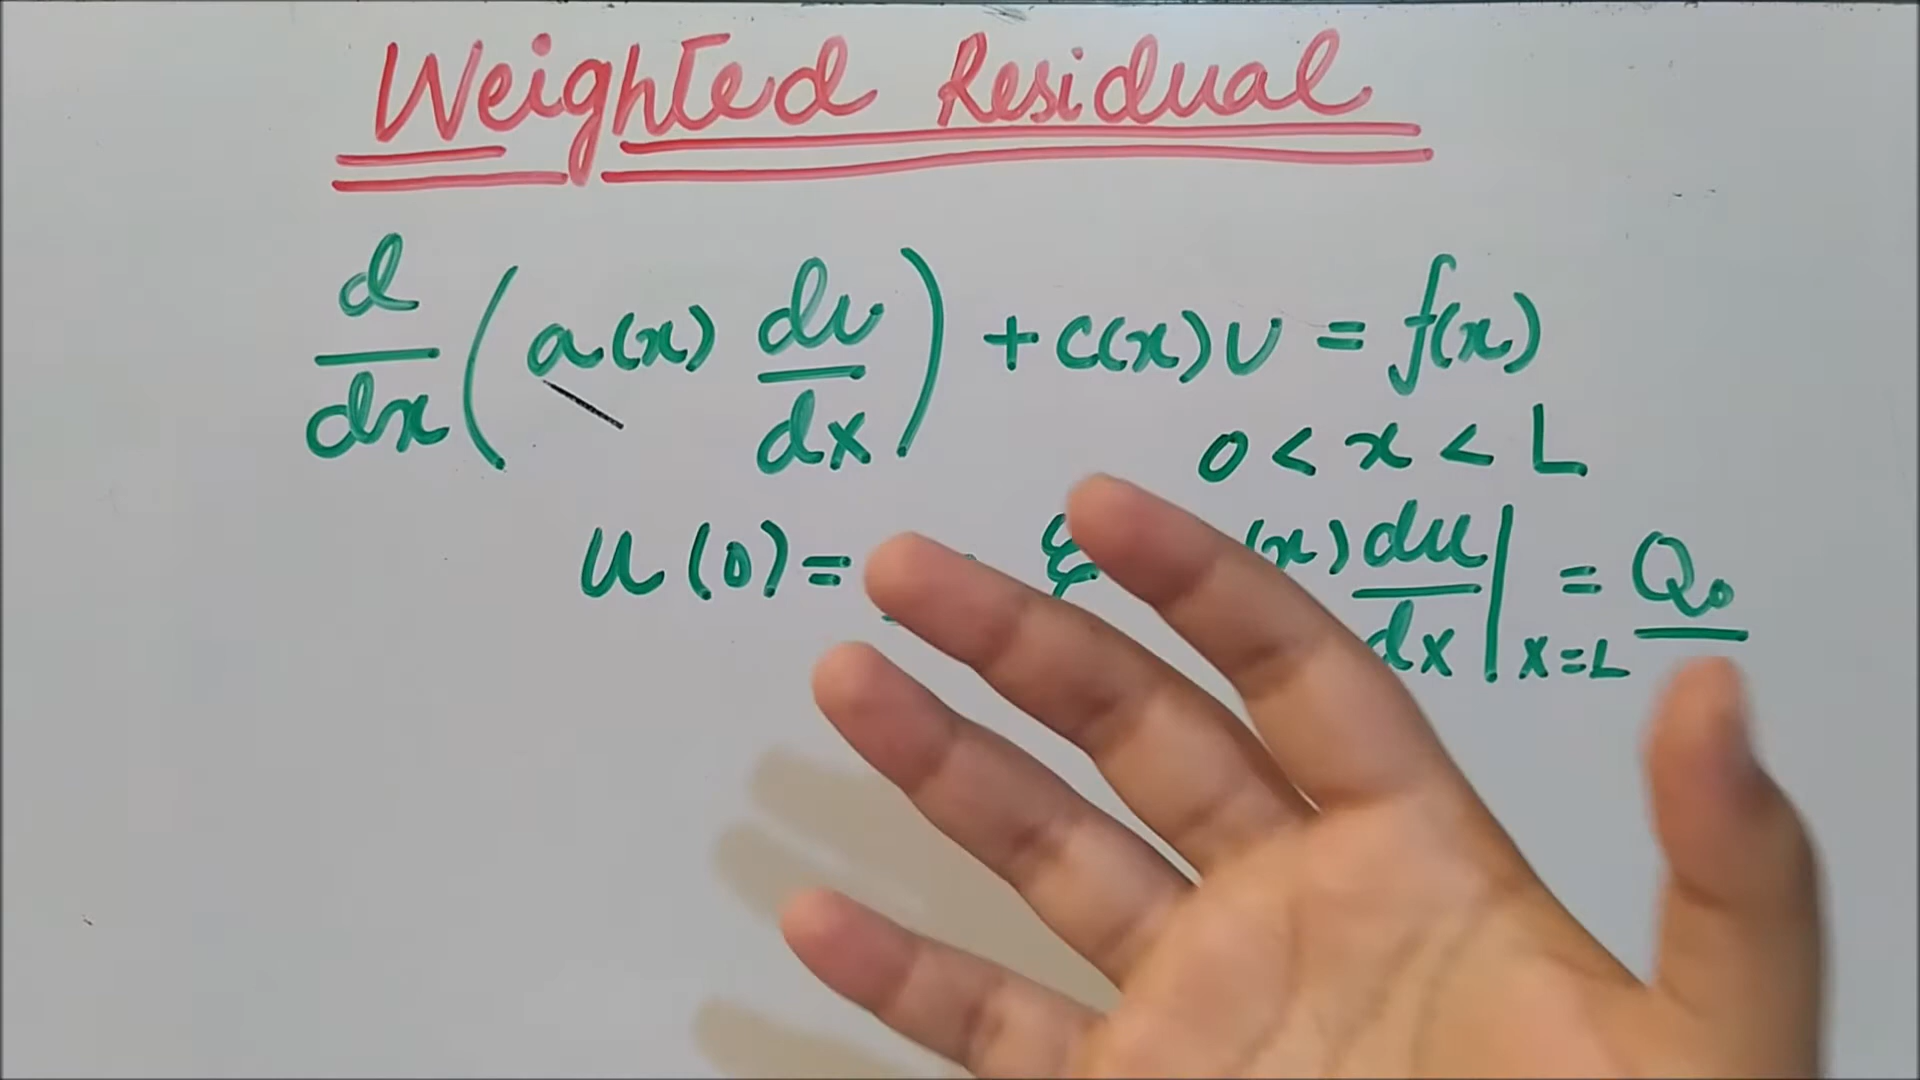 Weighted Residual
d/dx ( a(x) du/dx ) + c(x) u = f(x)
0 < x < L
u(0) = (x) du/dx | x=L = Q₀